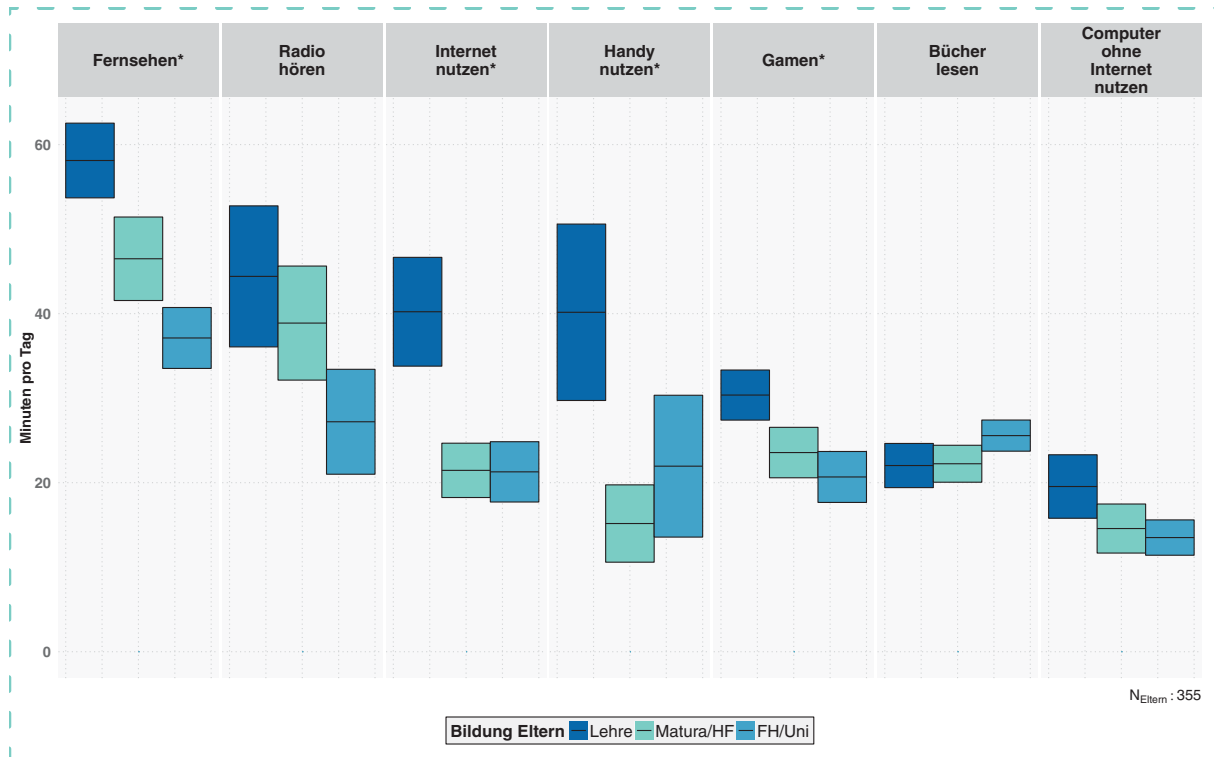 Fernsehen*
Radio
hören
Internet
nutzen*
Handy
nutzen*
Gamen*
Bücher
lesen
Computer
ohne
Internet
nutzen
Minuten pro Tag
60
40
20
0
N_Eltern : 355
Bildung Eltern Lehre Matura/HF FH/Uni